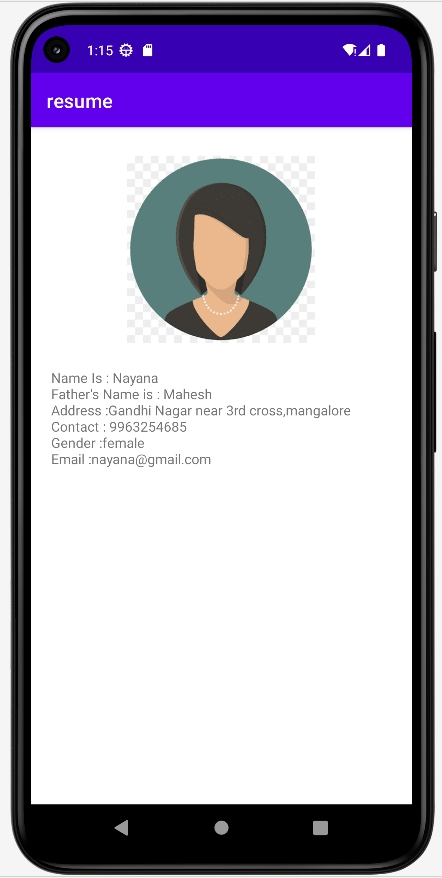 1:15
resume
Name Is : Nayana
Father's Name is : Mahesh
Address :Gandhi Nagar near 3rd cross,mangalore
Contact : 9963254685
Gender :female
Email :nayana@gmail.com